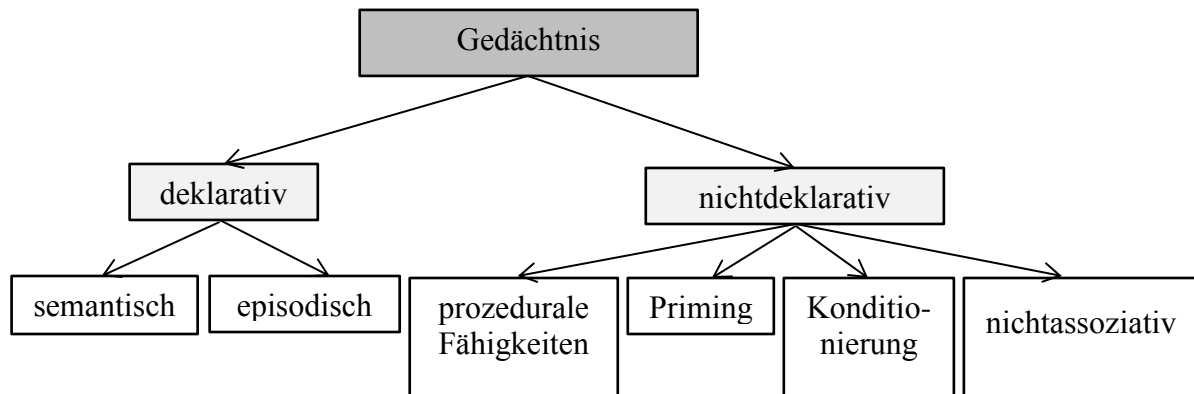 Gedächtnis
deklarativ
nichtdeklarativ
semantisch
episodisch
prozedurale
Fähigkeiten
Priming
Konditio-
nierung
nichtassoziativ